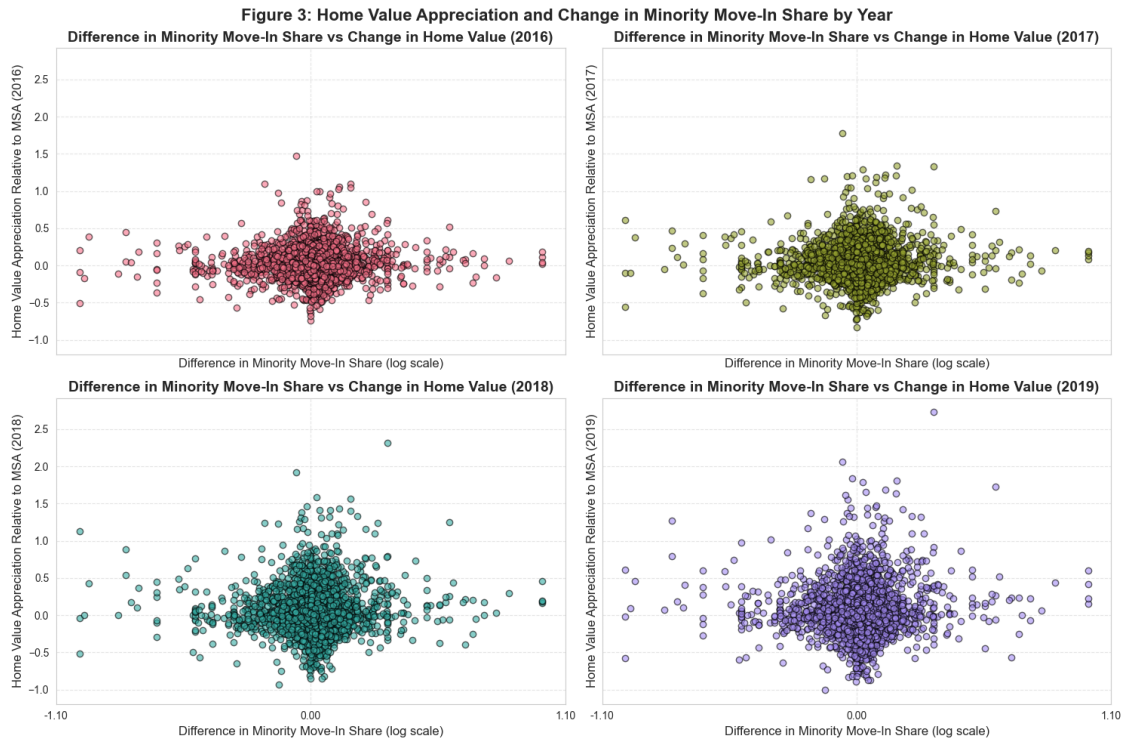 Figure 3: Home Value Appreciation and Change in Minority Move-In Share by Year
Difference in Minority Move-In Share vs Change in Home Value (2016)
Home Value Appreciation Relative to MSA (2016)
2.5
2.0
1.5
1.0
0.5
0.0
−0.5
−1.0
Difference in Minority Move-In Share (log scale)
Difference in Minority Move-In Share vs Change in Home Value (2017)
Home Value Appreciation Relative to MSA (2017)
Difference in Minority Move-In Share (log scale)
Difference in Minority Move-In Share vs Change in Home Value (2018)
Home Value Appreciation Relative to MSA (2018)
2.5
2.0
1.5
1.0
0.5
0.0
−0.5
−1.0
-1.10
0.00
1.10
Difference in Minority Move-In Share (log scale)
Difference in Minority Move-In Share vs Change in Home Value (2019)
Home Value Appreciation Relative to MSA (2019)
-1.10
0.00
1.10
Difference in Minority Move-In Share (log scale)